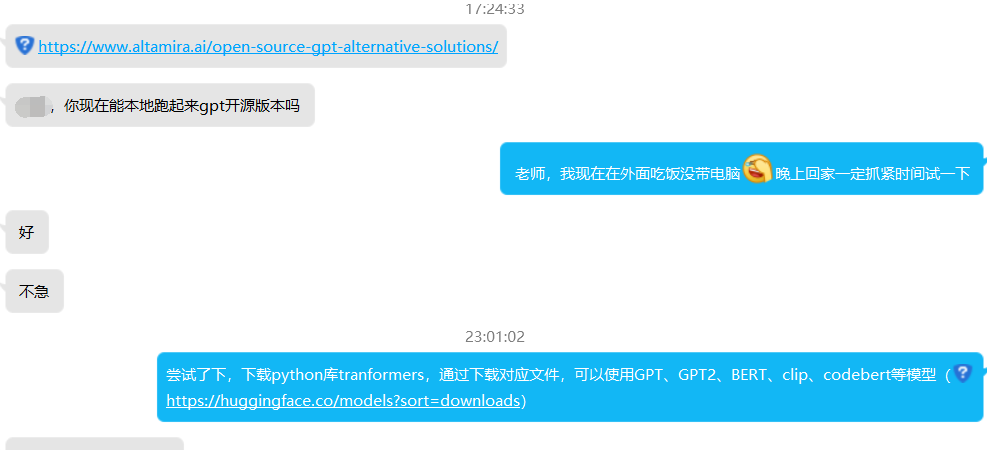 17:24:33
https://www.altamira.ai/open-source-gpt-alternative-solutions/
，你现在能本地跑起来gpt开源版本吗
老师，我现在在外面吃饭没带电脑晚上回家一定抓紧时间试一下
好
不急
23:01:02
尝试了下，下载python库tranformers，通过下载对应文件，可以使用GPT、GPT2、BERT、clip、codebert等模型（
https://huggingface.co/models?sort=downloads）